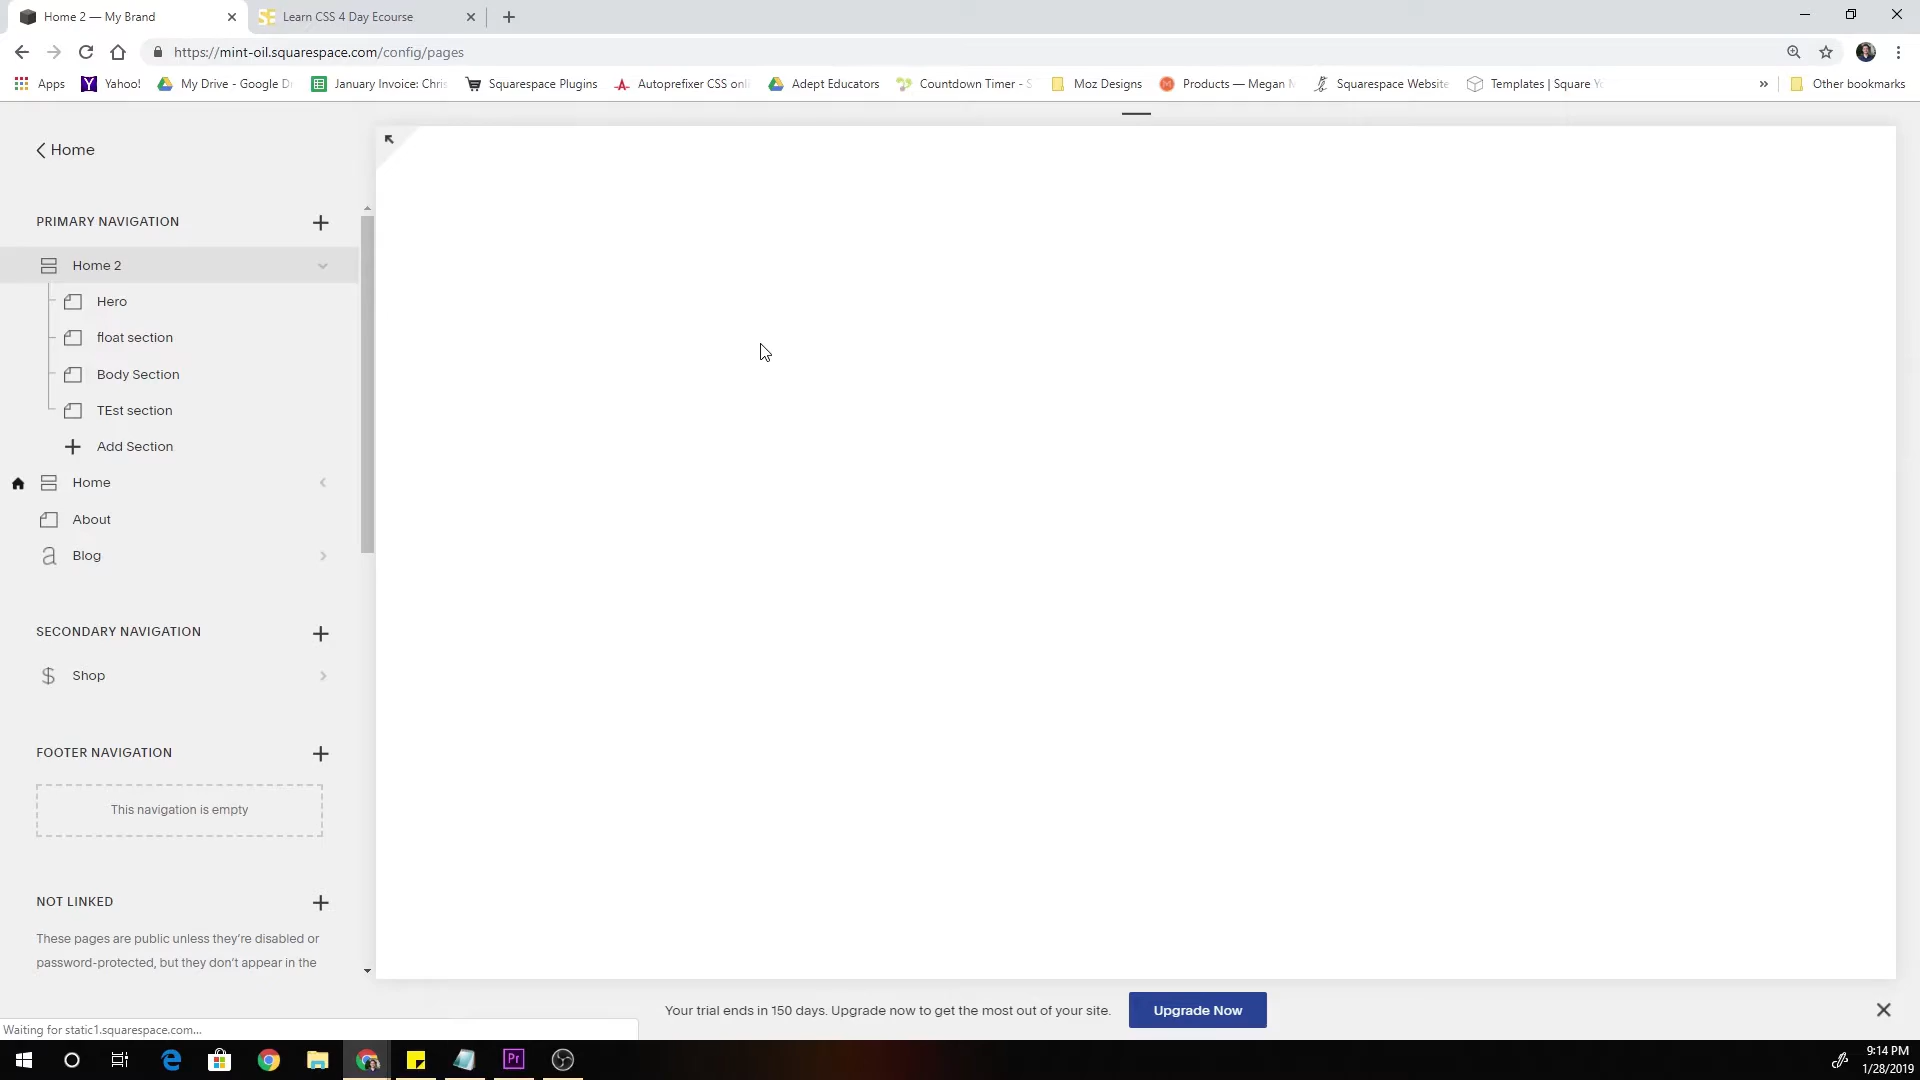 Home 2 — My Brand
Learn CSS 4 Day Ecourse
https://mint-oil.squarespace.com/config/pages
Apps
Yahoo!
My Drive - Google Dr
January Invoice: Chris
Squarespace Plugins
Autoprefixer CSS onli
Adept Educators
Countdown Timer - S
Moz Designs
Products — Megan M
Squarespace Website
Templates | Square Yo
»
Other bookmarks
Home
PRIMARY NAVIGATION
Home 2
Hero
float section
Body Section
TEst section
Add Section
Home
About
a Blog
SECONDARY NAVIGATION
$ Shop
FOOTER NAVIGATION
This navigation is empty
NOT LINKED
These pages are public unless they're disabled or
password-protected, but they don't appear in the
Your trial ends in 150 days. Upgrade now to get the most out of your site.
Upgrade Now
Waiting for static1.squarespace.com...
Pr
9:14 PM
1/28/2019